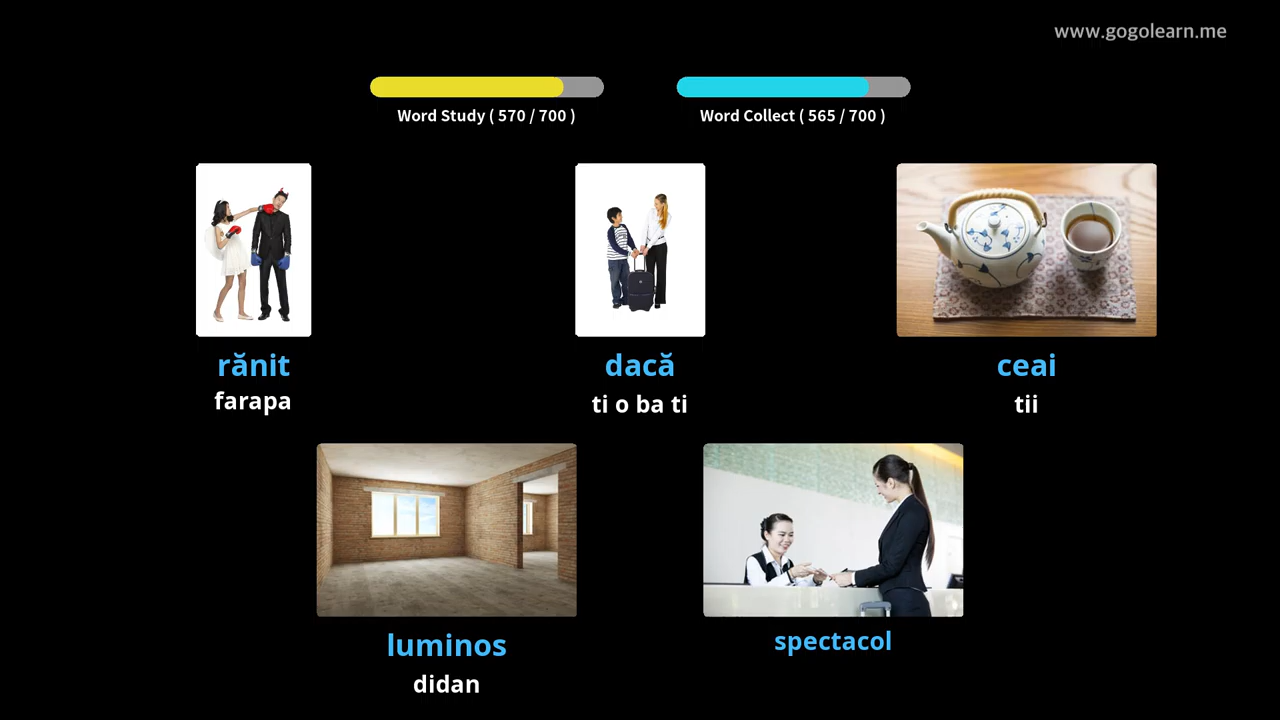 www.gogolearn.me
Word Study ( 570 / 700 )
Word Collect ( 565 / 700 )
rănit
farapa
dacă
ti o ba ti
ceai
tii
luminos
didan
spectacol